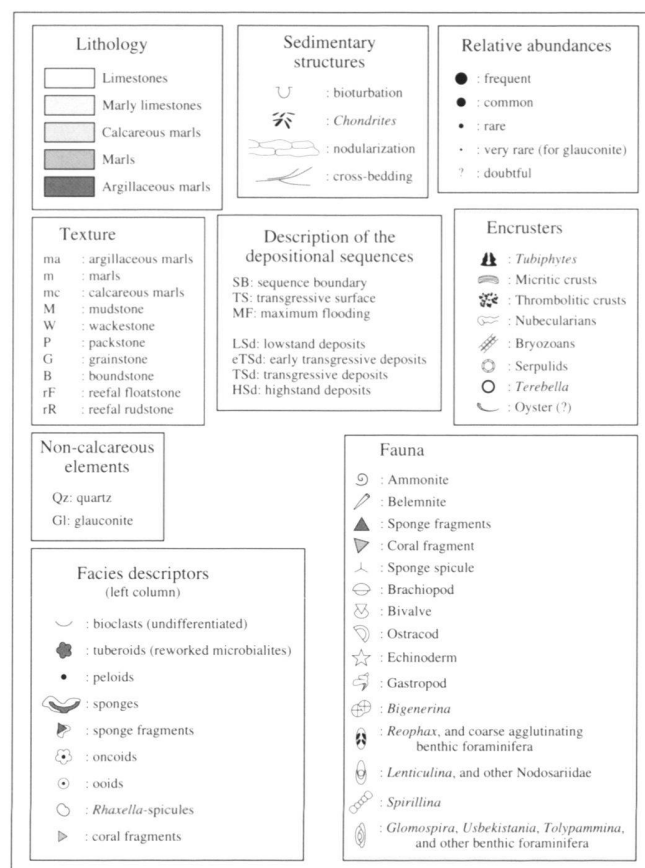 Lithology
Limestones
Marly limestones
Calcareous marls
Marls
Argillaceous marls
Sedimentary
structures
: bioturbation
: Chondrites
: nodularization
: cross-bedding
Relative abundances
: frequent
: common
: rare
: very rare (for glauconite)
? : doubtful
Texture
ma : argillaceous marls
m : marls
mc : calcareous marls
M : mudstone
W : wackestone
P : packstone
G : grainstone
B : boundstone
rF : reefal floatstone
rR : reefal rudstone
Description of the
depositional sequences
SB: sequence boundary
TS: transgressive surface
MF: maximum flooding
LSd: lowstand deposits
eTSd: early transgressive deposits
TSd: transgressive deposits
HSd: highstand deposits
Encrusters
: Tubiphytes
: Micritic crusts
: Thrombolitic crusts
: Nubecularians
: Bryozoans
: Serpulids
: Terebella
: Oyster (?)
Non-calcareous
elements
Qz: quartz
Gl: glauconite
Facies descriptors
(left column)
: bioclasts (undifferentiated)
: tuberoids (reworked microbialites)
: peloids
: sponges
: sponge fragments
: oncoids
: ooids
: Rhaxella-spicules
: coral fragments
Fauna
: Ammonite
: Belemnite
: Sponge fragments
: Coral fragment
: Sponge spicule
: Brachiopod
: Bivalve
: Ostracod
: Echinoderm
: Gastropod
: Bigenerina
: Reophax, and coarse agglutinating
benthic foraminifera
: Lenticulina, and other Nodosariidae
: Spirillina
: Glomospira, Usbekistania, Tolypammina,
and other benthic foraminifera